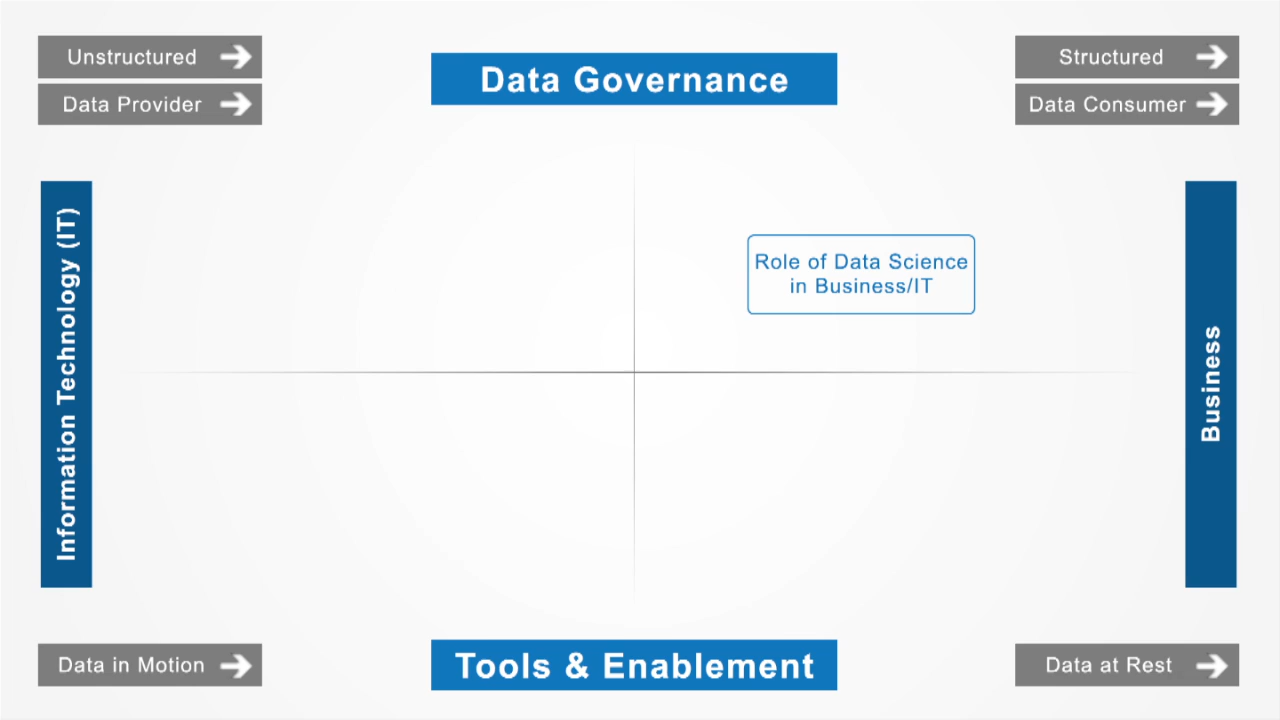 Unstructured
Data Provider
Data Governance
Structured
Data Consumer
Information Technology (IT)
Role of Data Science
in Business/IT
Business
Data in Motion
Tools & Enablement
Data at Rest